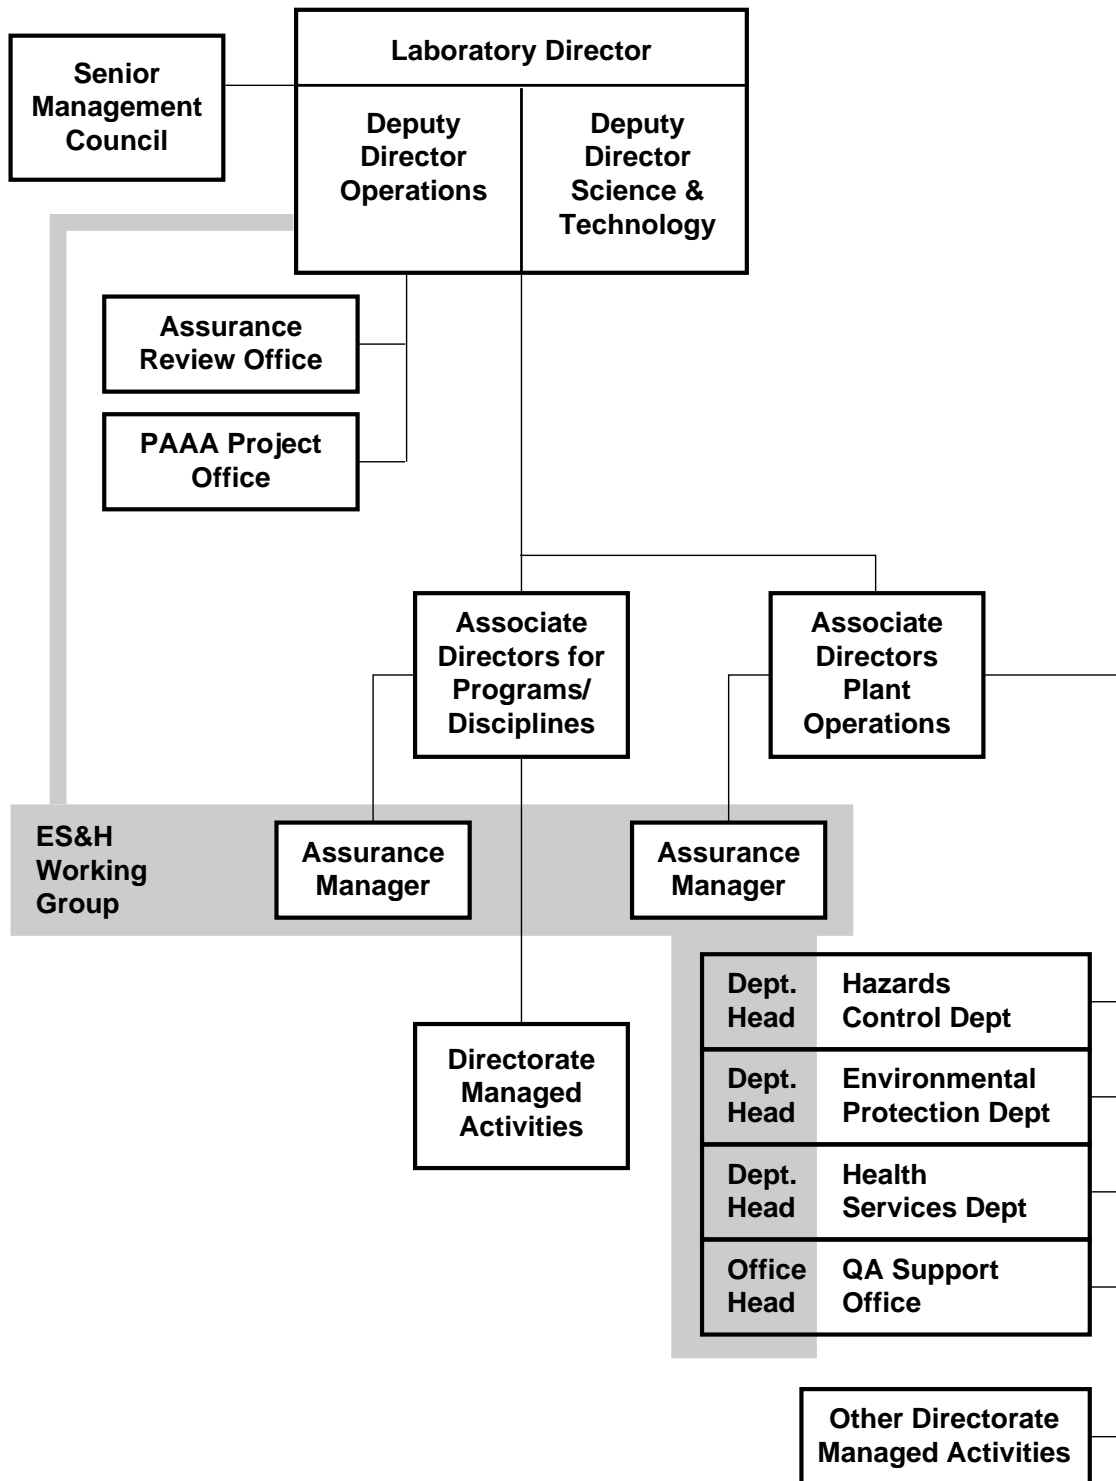 Laboratory Director
Senior
Management
Council
Deputy
Director
Operations
Deputy
Director
Science &
Technology
Assurance
Review Office
PAAA Project
Office
Associate
Directors for
Programs/
Disciplines
Associate
Directors
Plant
Operations
ES&H
Working
Group
Assurance
Manager
Assurance
Manager
Dept.
Head
Hazards
Control Dept
Directorate
Managed
Activities
Dept.
Head
Environmental
Protection Dept
Dept.
Head
Health
Services Dept
Office
Head
QA Support
Office
Other Directorate
Managed Activities